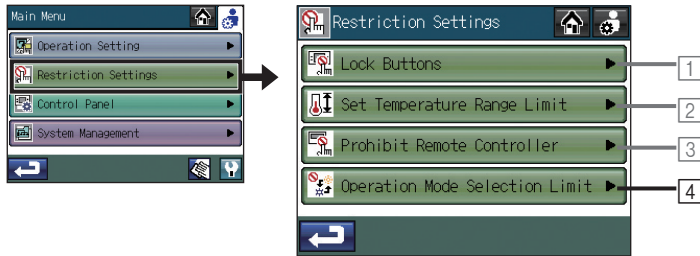 Main Menu
Operation Setting
Restriction Settings
Control Panel
System Management
Restriction Settings
Lock Buttons
Set Temperature Range Limit
Prohibit Remote Controller
Operation Mode Selection Limit
1
2
3
4